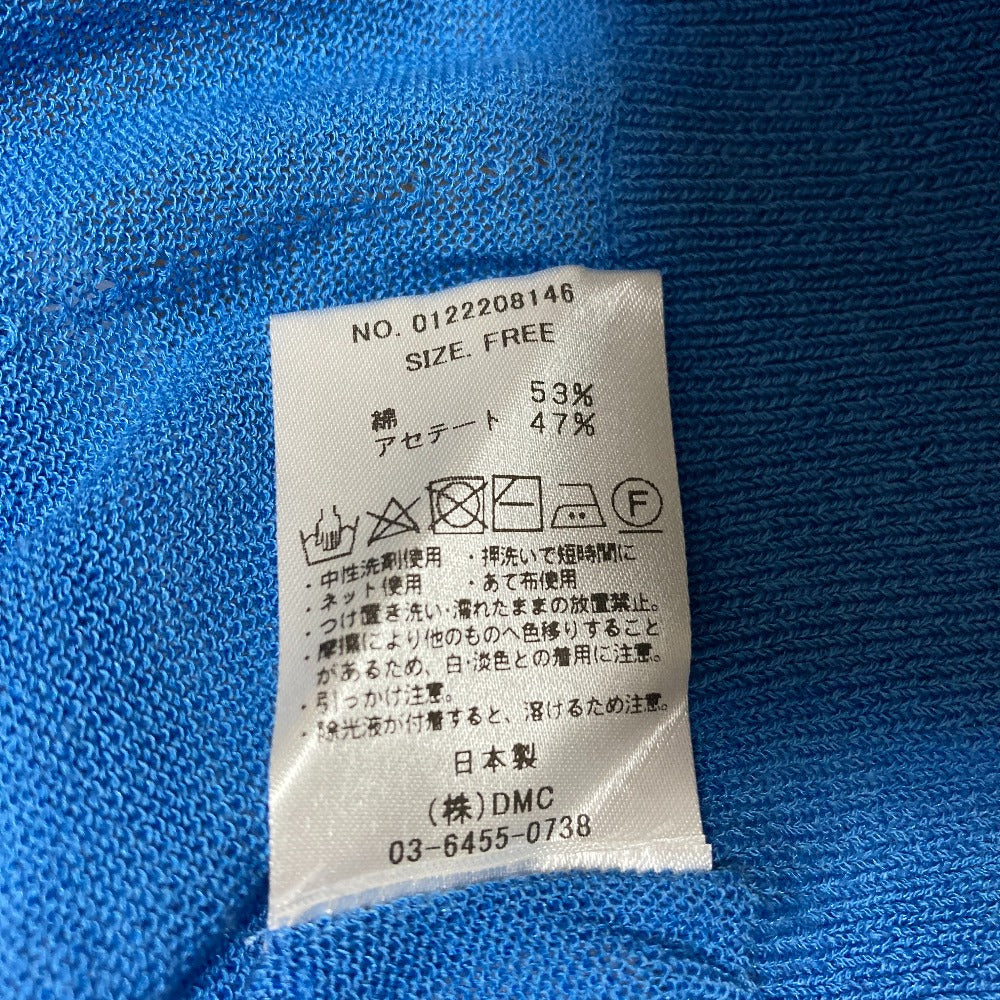 NO. 0122208146
SIZE. FREE
綿 53%
アセテート 47%
F
・中性洗剤使用 ・押洗いで短時間に
・ネット使用 ・あて布使用
・つけ置き洗い・濡れたままの放置禁止。
・摩擦により他のものへ色移りすること
があるため、白・淡色との着用に注意。
・引っかけ注意。
・除光液が付着すると、溶けるため注意。
日本製
(株)DMC
03-6455-0738